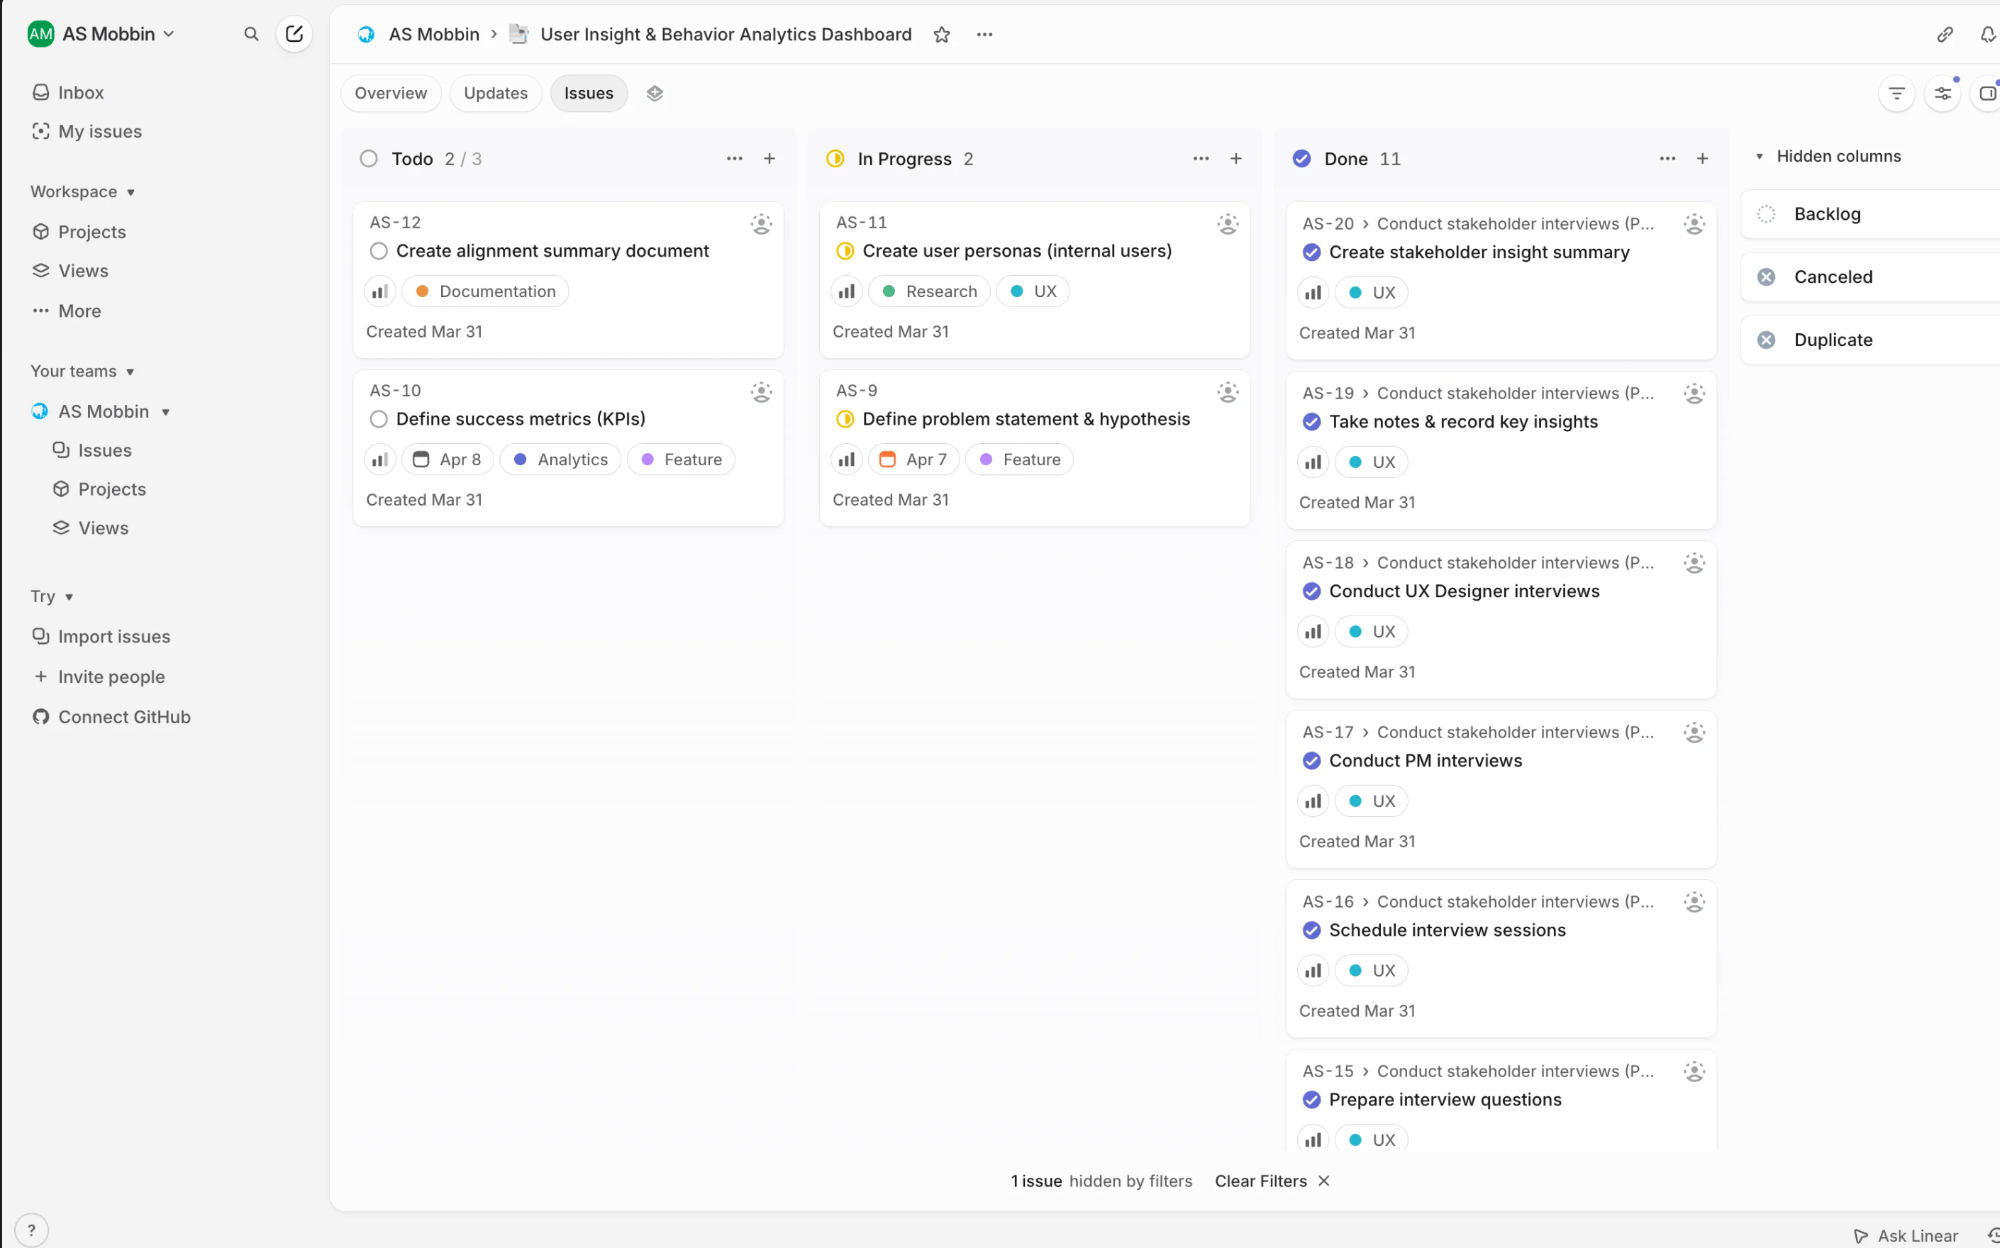 AM AS Mobbin
Inbox
My issues
Workspace
Projects
Views
More
Your teams
AS Mobbin
Issues
Projects
Views
Try
Import issues
Invite people
Connect GitHub
?
AS Mobbin › User Insight & Behavior Analytics Dashboard
Overview Updates Issues
Todo 2 / 3
AS-12
Create alignment summary document
Documentation
Created Mar 31
AS-10
Define success metrics (KPIs)
Apr 8 Analytics Feature
Created Mar 31
In Progress 2
AS-11
Create user personas (internal users)
Research UX
Created Mar 31
AS-9
Define problem statement & hypothesis
Apr 7 Feature
Created Mar 31
Done 11
AS-20 › Conduct stakeholder interviews (P...
Create stakeholder insight summary
UX
Created Mar 31
AS-19 › Conduct stakeholder interviews (P...
Take notes & record key insights
UX
Created Mar 31
AS-18 › Conduct stakeholder interviews (P...
Conduct UX Designer interviews
UX
Created Mar 31
AS-17 › Conduct stakeholder interviews (P...
Conduct PM interviews
UX
Created Mar 31
AS-16 › Conduct stakeholder interviews (P...
Schedule interview sessions
UX
Created Mar 31
AS-15 › Conduct stakeholder interviews (P...
Prepare interview questions
UX
Hidden columns
Backlog
Canceled
Duplicate
1 issue hidden by filters Clear Filters
Ask Linear